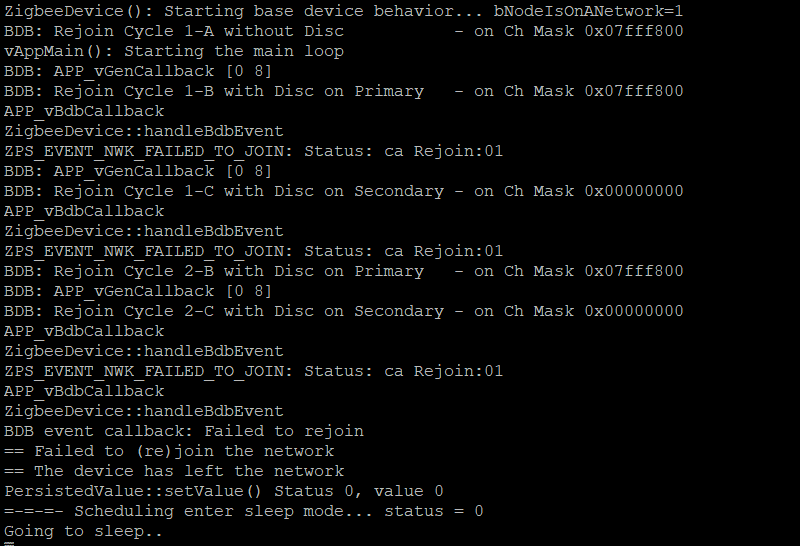 ZigbeeDevice(): Starting base device behavior... bNodeIsOnANetwork=1
BDB: Rejoin Cycle 1-A without Disc           - on Ch Mask 0x07fff800
vAppMain(): Starting the main loop
BDB: APP_vGenCallback [0 8]
BDB: Rejoin Cycle 1-B with Disc on Primary   - on Ch Mask 0x07fff800
APP_vBdbCallback
ZigbeeDevice::handleBdbEvent
ZPS_EVENT_NWK_FAILED_TO_JOIN: Status: ca Rejoin:01
BDB: APP_vGenCallback [0 8]
BDB: Rejoin Cycle 1-C with Disc on Secondary - on Ch Mask 0x00000000
APP_vBdbCallback
ZigbeeDevice::handleBdbEvent
ZPS_EVENT_NWK_FAILED_TO_JOIN: Status: ca Rejoin:01
BDB: Rejoin Cycle 2-B with Disc on Primary   - on Ch Mask 0x07fff800
BDB: APP_vGenCallback [0 8]
BDB: Rejoin Cycle 2-C with Disc on Secondary - on Ch Mask 0x00000000
APP_vBdbCallback
ZigbeeDevice::handleBdbEvent
ZPS_EVENT_NWK_FAILED_TO_JOIN: Status: ca Rejoin:01
APP_vBdbCallback
ZigbeeDevice::handleBdbEvent
BDB event callback: Failed to rejoin
== Failed to (re)join the network
== The device has left the network
PersistedValue::setValue() Status 0, value 0
=-=-=- Scheduling enter sleep mode... status = 0
Going to sleep..